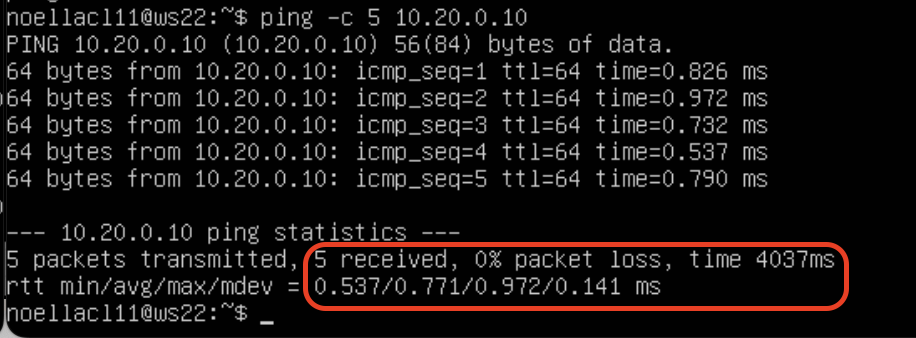 noellacl11@ws22:~$ ping -c 5 10.20.0.10
PING 10.20.0.10 (10.20.0.10) 56(84) bytes of data.
64 bytes from 10.20.0.10: icmp_seq=1 ttl=64 time=0.826 ms
64 bytes from 10.20.0.10: icmp_seq=2 ttl=64 time=0.972 ms
64 bytes from 10.20.0.10: icmp_seq=3 ttl=64 time=0.732 ms
64 bytes from 10.20.0.10: icmp_seq=4 ttl=64 time=0.537 ms
64 bytes from 10.20.0.10: icmp_seq=5 ttl=64 time=0.790 ms
--- 10.20.0.10 ping statistics ---
5 packets transmitted, 5 received, 0% packet loss, time 4037ms
rtt min/avg/max/mdev = 0.537/0.771/0.972/0.141 ms
noellacl11@ws22:~$ _